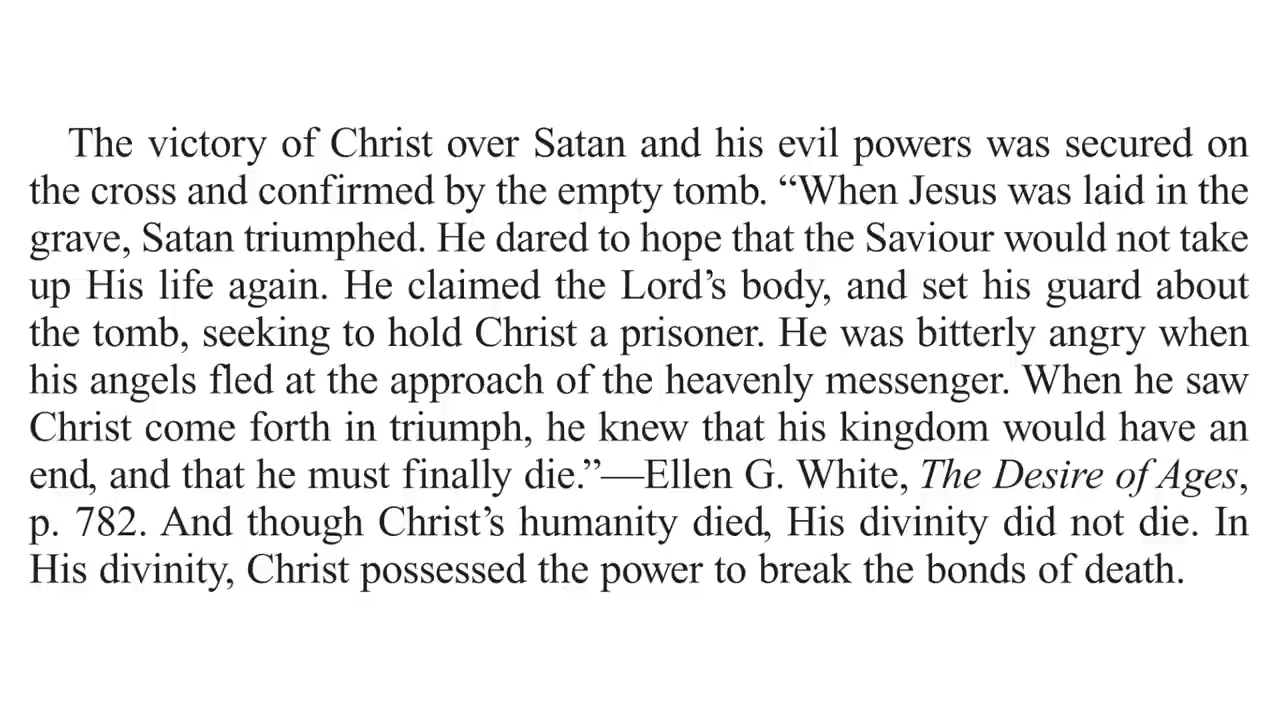 The victory of Christ over Satan and his evil powers was secured on
the cross and confirmed by the empty tomb. “When Jesus was laid in the
grave, Satan triumphed. He dared to hope that the Saviour would not take
up His life again. He claimed the Lord’s body, and set his guard about
the tomb, seeking to hold Christ a prisoner. He was bitterly angry when
his angels fled at the approach of the heavenly messenger. When he saw
Christ come forth in triumph, he knew that his kingdom would have an
end, and that he must finally die.”—Ellen G. White, The Desire of Ages,
p. 782. And though Christ’s humanity died, His divinity did not die. In
His divinity, Christ possessed the power to break the bonds of death.